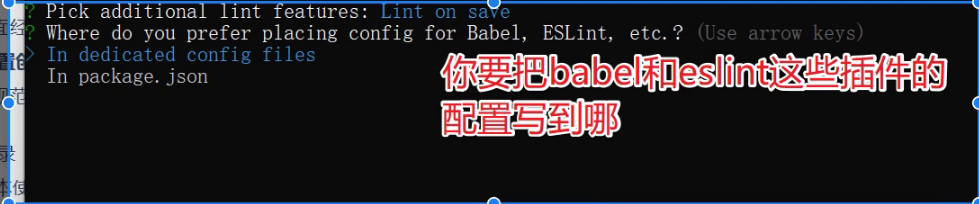 ? Pick additional lint features: Lint on save
? Where do you prefer placing config for Babel, ESLint, etc.? (Use arrow keys)
> In dedicated config files
In package.json
你要把babel和eslint这些插件的
配置写到哪